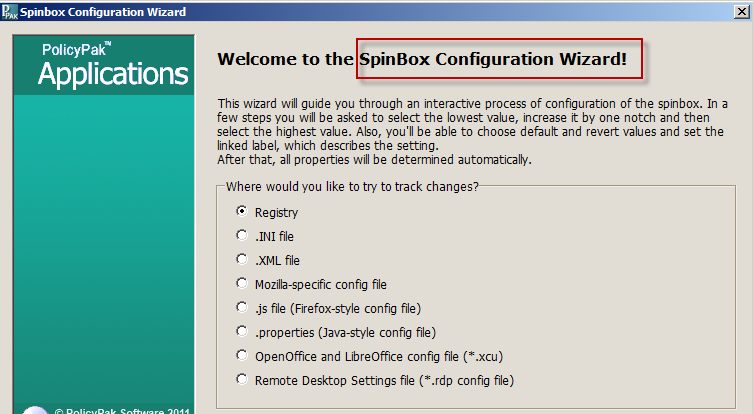 PPAK Spinbox Configuration Wizard
PolicyPak™
Applications
Welcome to the SpinBox Configuration Wizard!
This wizard will guide you through an interactive process of configuration of the spinbox. In a
few steps you will be asked to select the lowest value, increase it by one notch and then
select the highest value. Also, you'll be able to choose default and revert values and set the
linked label, which describes the setting.
After that, all properties will be determined automatically.
Where would you like to try to track changes?
Registry
.INI file
.XML file
Mozilla-specific config file
.js file (Firefox-style config file)
.properties (Java-style config file)
OpenOffice and LibreOffice config file (*.xcu)
Remote Desktop Settings file (*.rdp config file)
© PolicyPak Software 2011